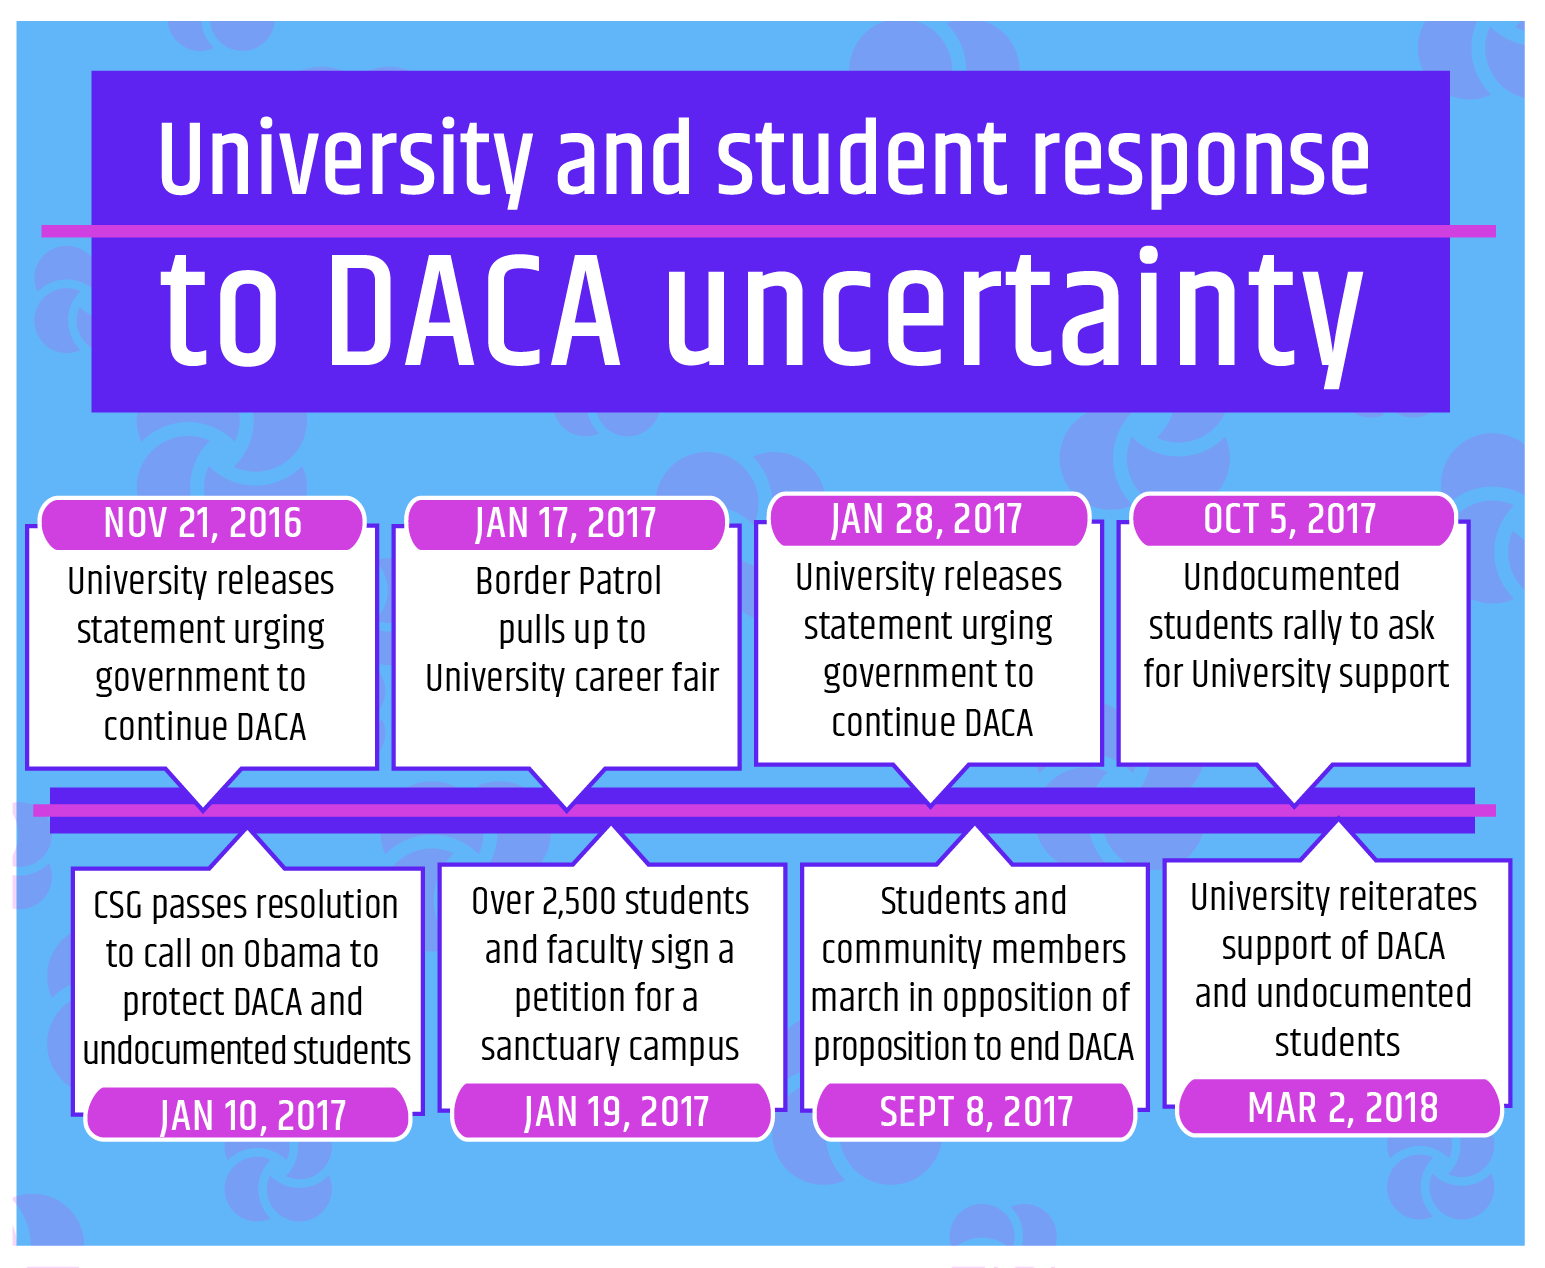 University and student response
to DACA uncertainty
NOV 21, 2016
University releases
statement urging
government to
continue DACA
JAN 17, 2017
Border Patrol
pulls up to
University career fair
JAN 28, 2017
University releases
statement urging
government to
continue DACA
OCT 5, 2017
Undocumented
students rally to ask
for University support
CSG passes resolution
to call on Obama to
protect DACA and
undocumented students
JAN 10, 2017
Over 2,500 students
and faculty sign a
petition for a
sanctuary campus
JAN 19, 2017
Students and
community members
march in opposition of
proposition to end DACA
SEPT 8, 2017
University reiterates
support of DACA
and undocumented
students
MAR 2, 2018